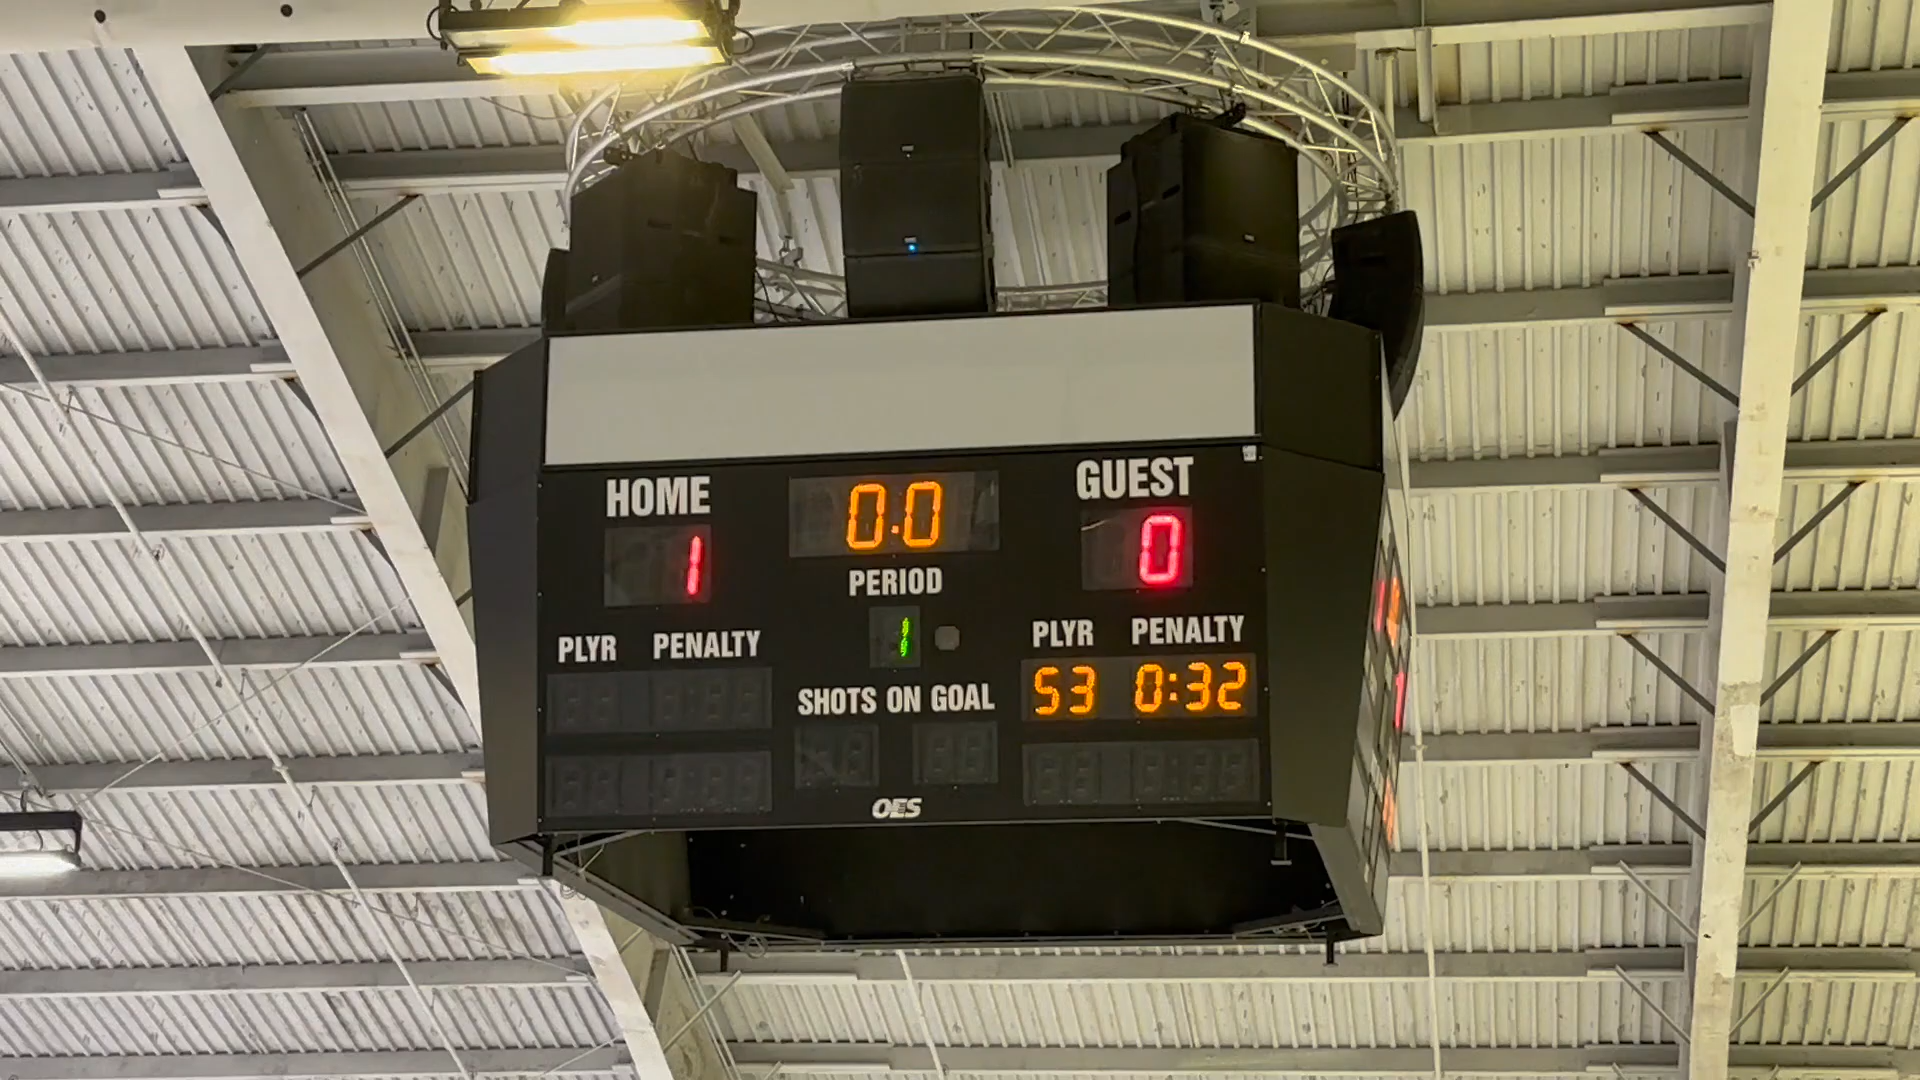 HOME 0.0 GUEST
1 0
PERIOD
1
PLYR PENALTY PLYR PENALTY
53 0:32
SHOTS ON GOAL
OES